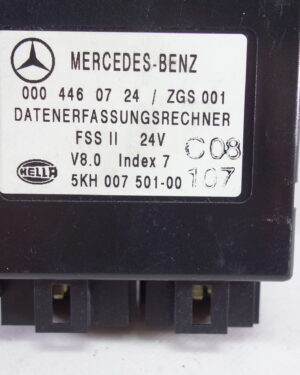 MERCEDES-BENZ
000 446 07 24 / ZGS 001
DATENERFASSUNGSRECHNER
FSS II 24V
V8.0 Index 7 C08
HELLA 5KH 007 501-00 107